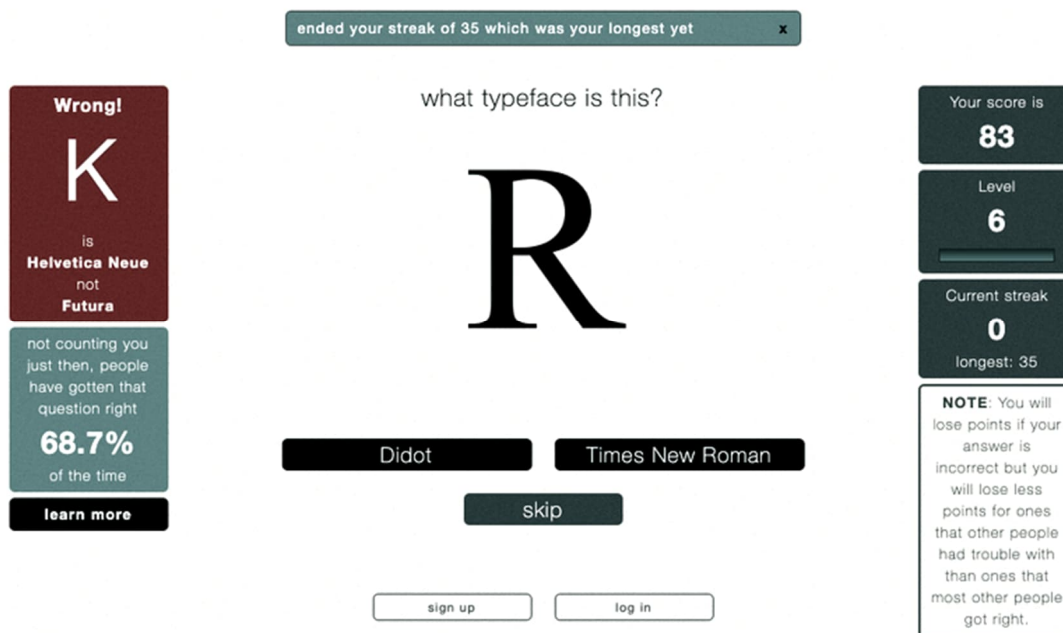 ended your streak of 35 which was your longest yet x
Wrong!
K
is
Helvetica Neue
not
Futura
not counting you
just then, people
have gotten that
question right
68.7%
of the time
learn more
what typeface is this?
R
Didot
Times New Roman
skip
sign up
log in
Your score is
83
Level
6
Current streak
0
longest: 35
NOTE: You will
lose points if your
answer is
incorrect but you
will lose less
points for ones
that other people
had trouble with
than ones that
most other people
got right.